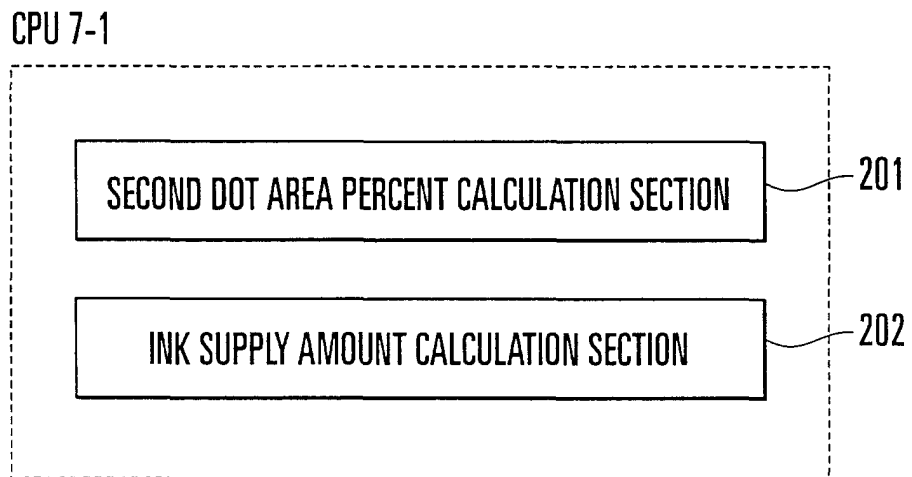 CPU 7-1
SECOND DOT AREA PERCENT CALCULATION SECTION
201
INK SUPPLY AMOUNT CALCULATION SECTION
202